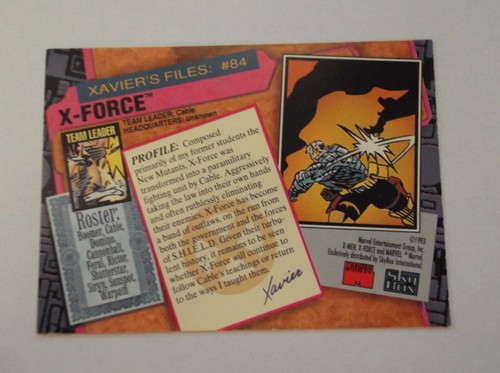 XAVIER'S FILES: #84
X-FORCE™
TEAM LEADER: Cable
HEADQUARTERS: Unknown
TEAM LEADER
Roster:
Boomer, Cable,
Domino,
Cannonball,
Feral, Rictor,
Shatterstar,
Siryn, Sunspot,
Warpath
PROFILE: Composed
primarily of my former students the
New Mutants, X-Force was
transformed into a paramilitary
fighting unit by Cable. Aggressively
taking the law into their own hands
and often ruthlessly eliminating
their enemies, X-Force has become
a band of outlaws, on the run from
both the government and the forces
of S.H.I.E.L.D. Given their turbu-
lent history, it remains to be seen
whether X-Force will continue to
follow Cable's teachings or return
to the ways I taught them.
Xavier
©1993
Marvel Entertainment Group, Inc.
X-MEN, X-FORCE and MARVEL: ™ Marvel
Exclusively distributed by SkyBox International.
SKY
BOX